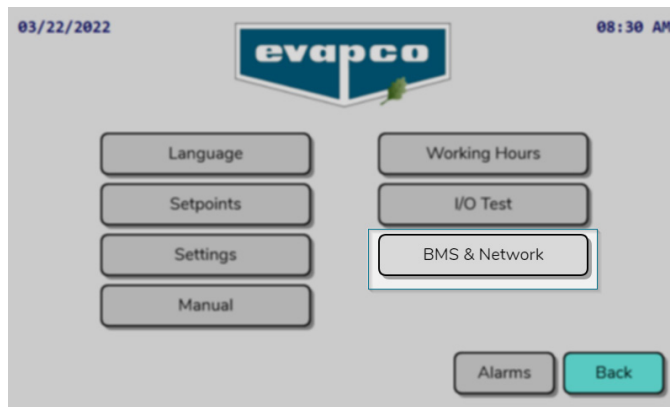 03/22/2022
08:30 AM
evapco
Language
Working Hours
Setpoints
I/O Test
Settings
BMS & Network
Manual
Alarms
Back